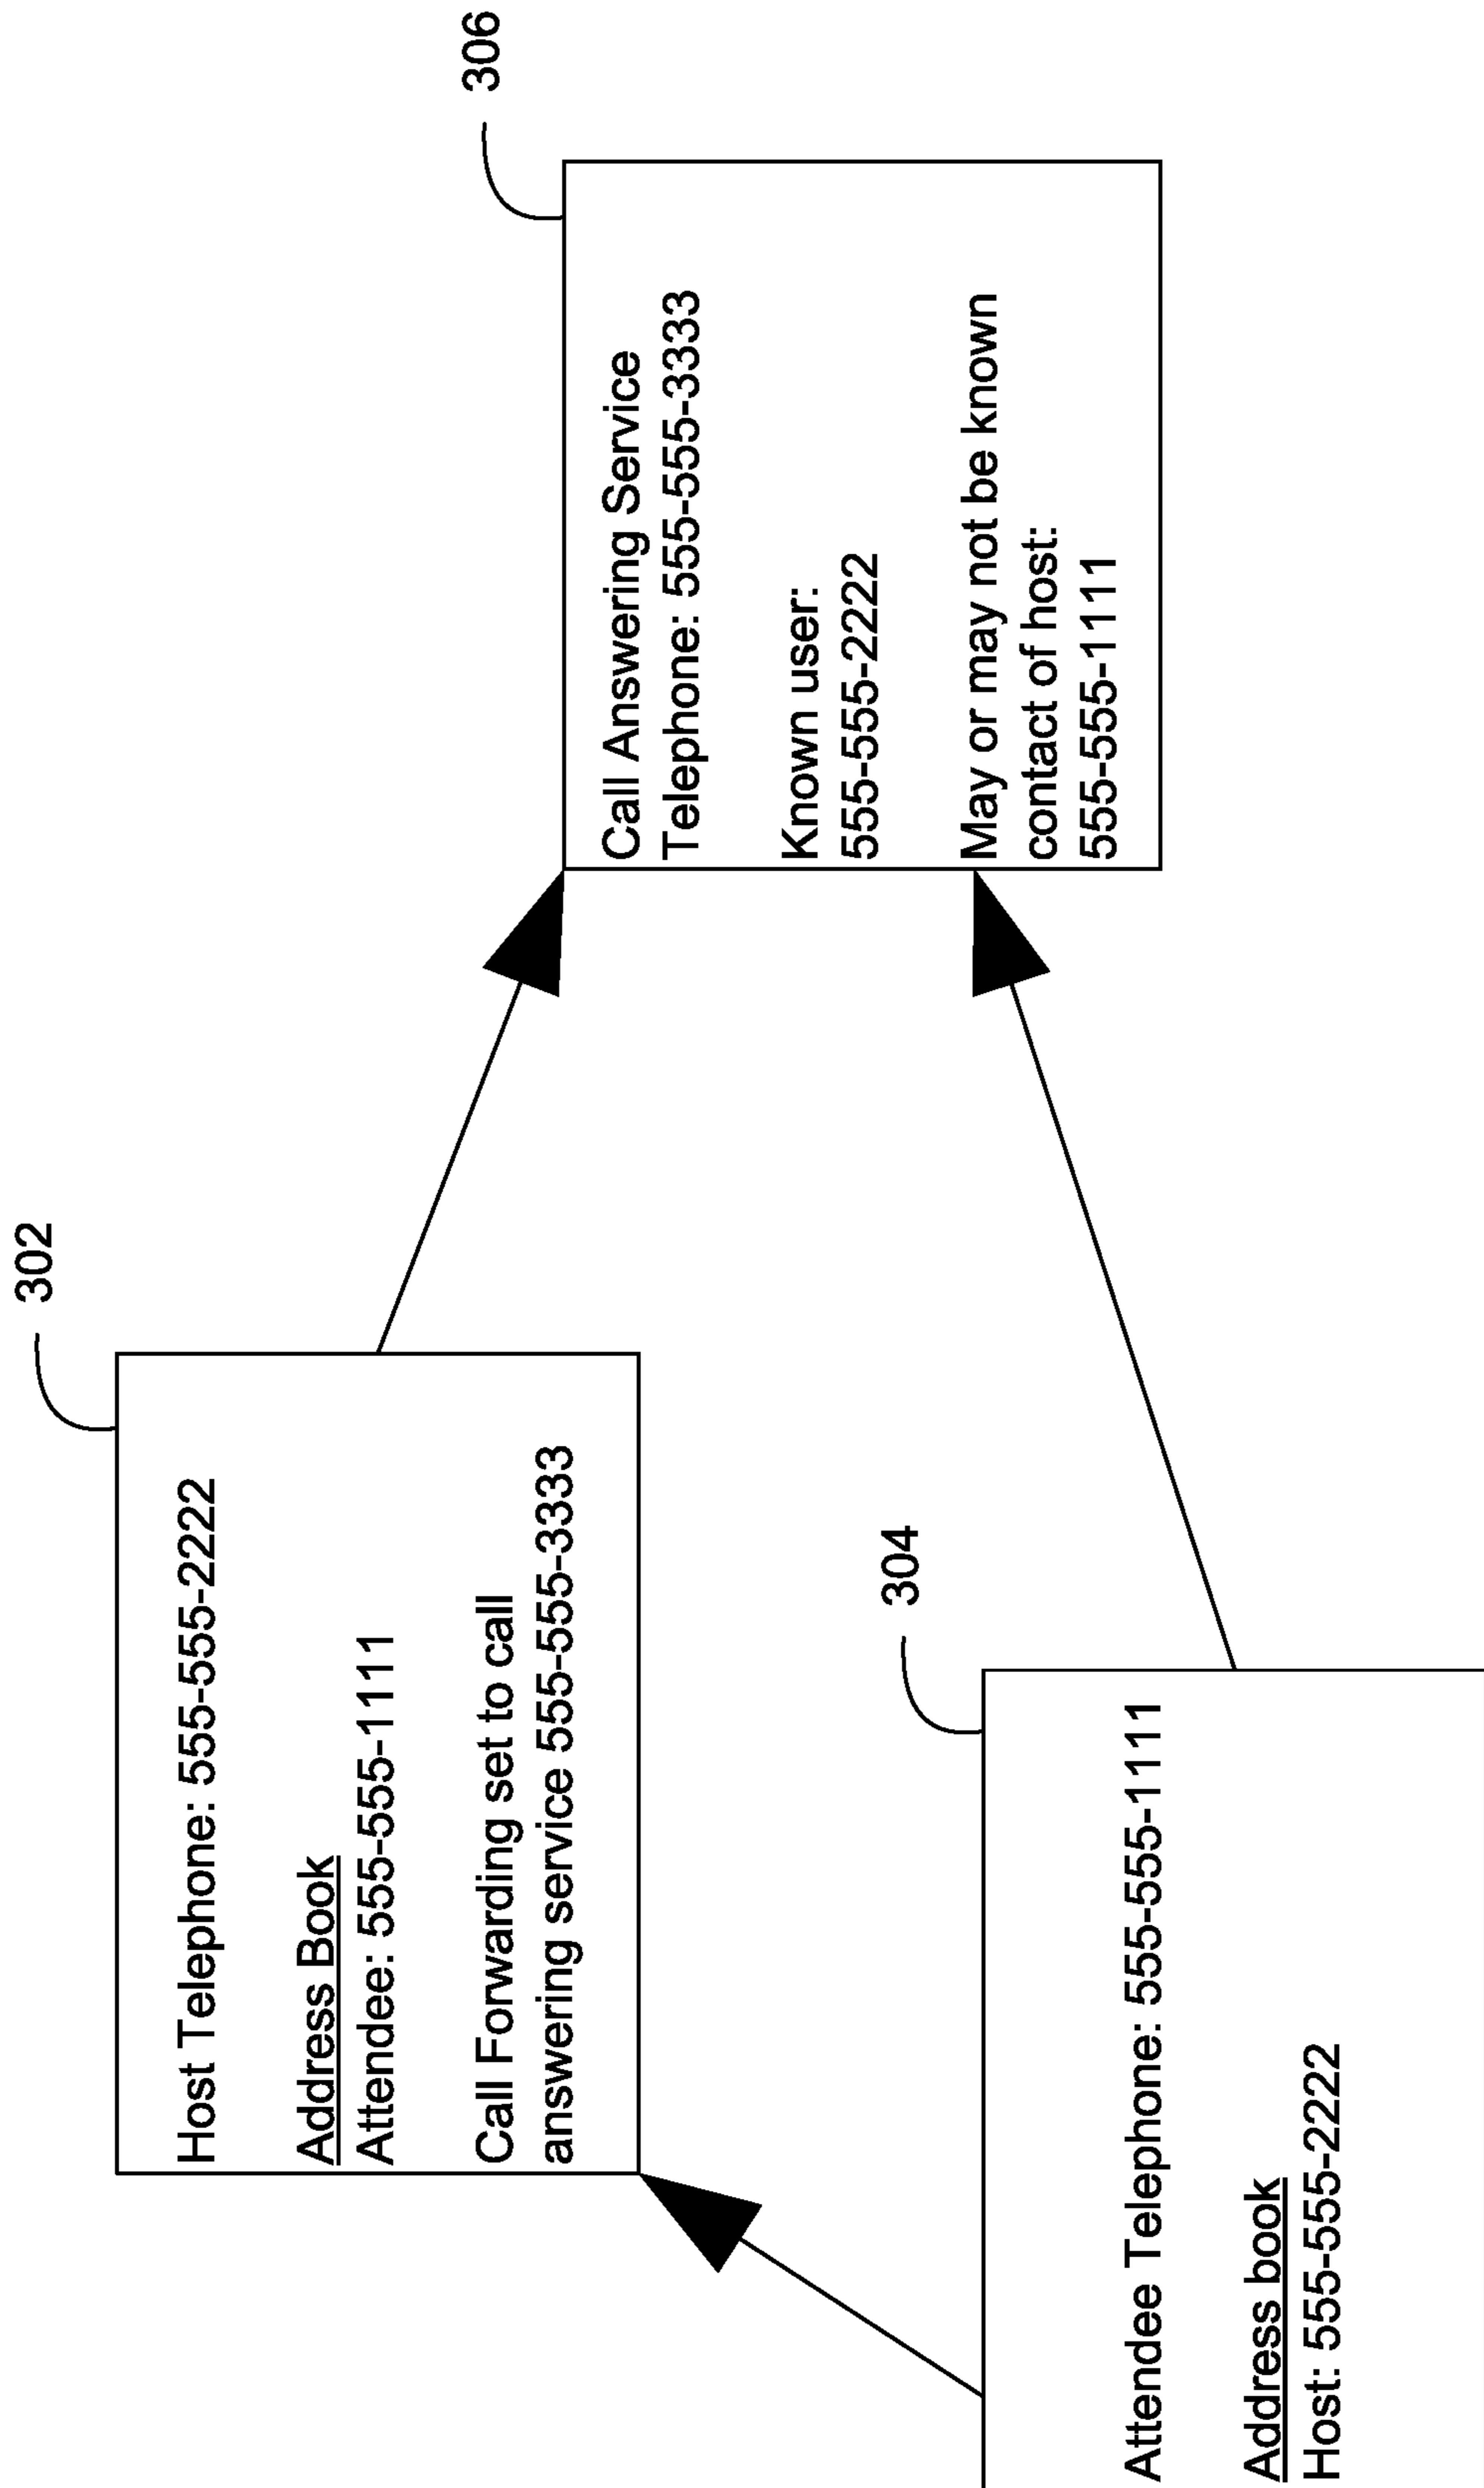 302
Host Telephone: 555-555-2222
Address Book
Attendee: 555-555-1111
Call Forwarding set to call
answering service 555-555-3333
304
Attendee Telephone: 555-555-1111
Address book
Host: 555-555-2222
306
Call Answering Service
Telephone: 555-555-3333
Known user:
555-555-2222
May or may not be known
contact of host:
555-555-1111